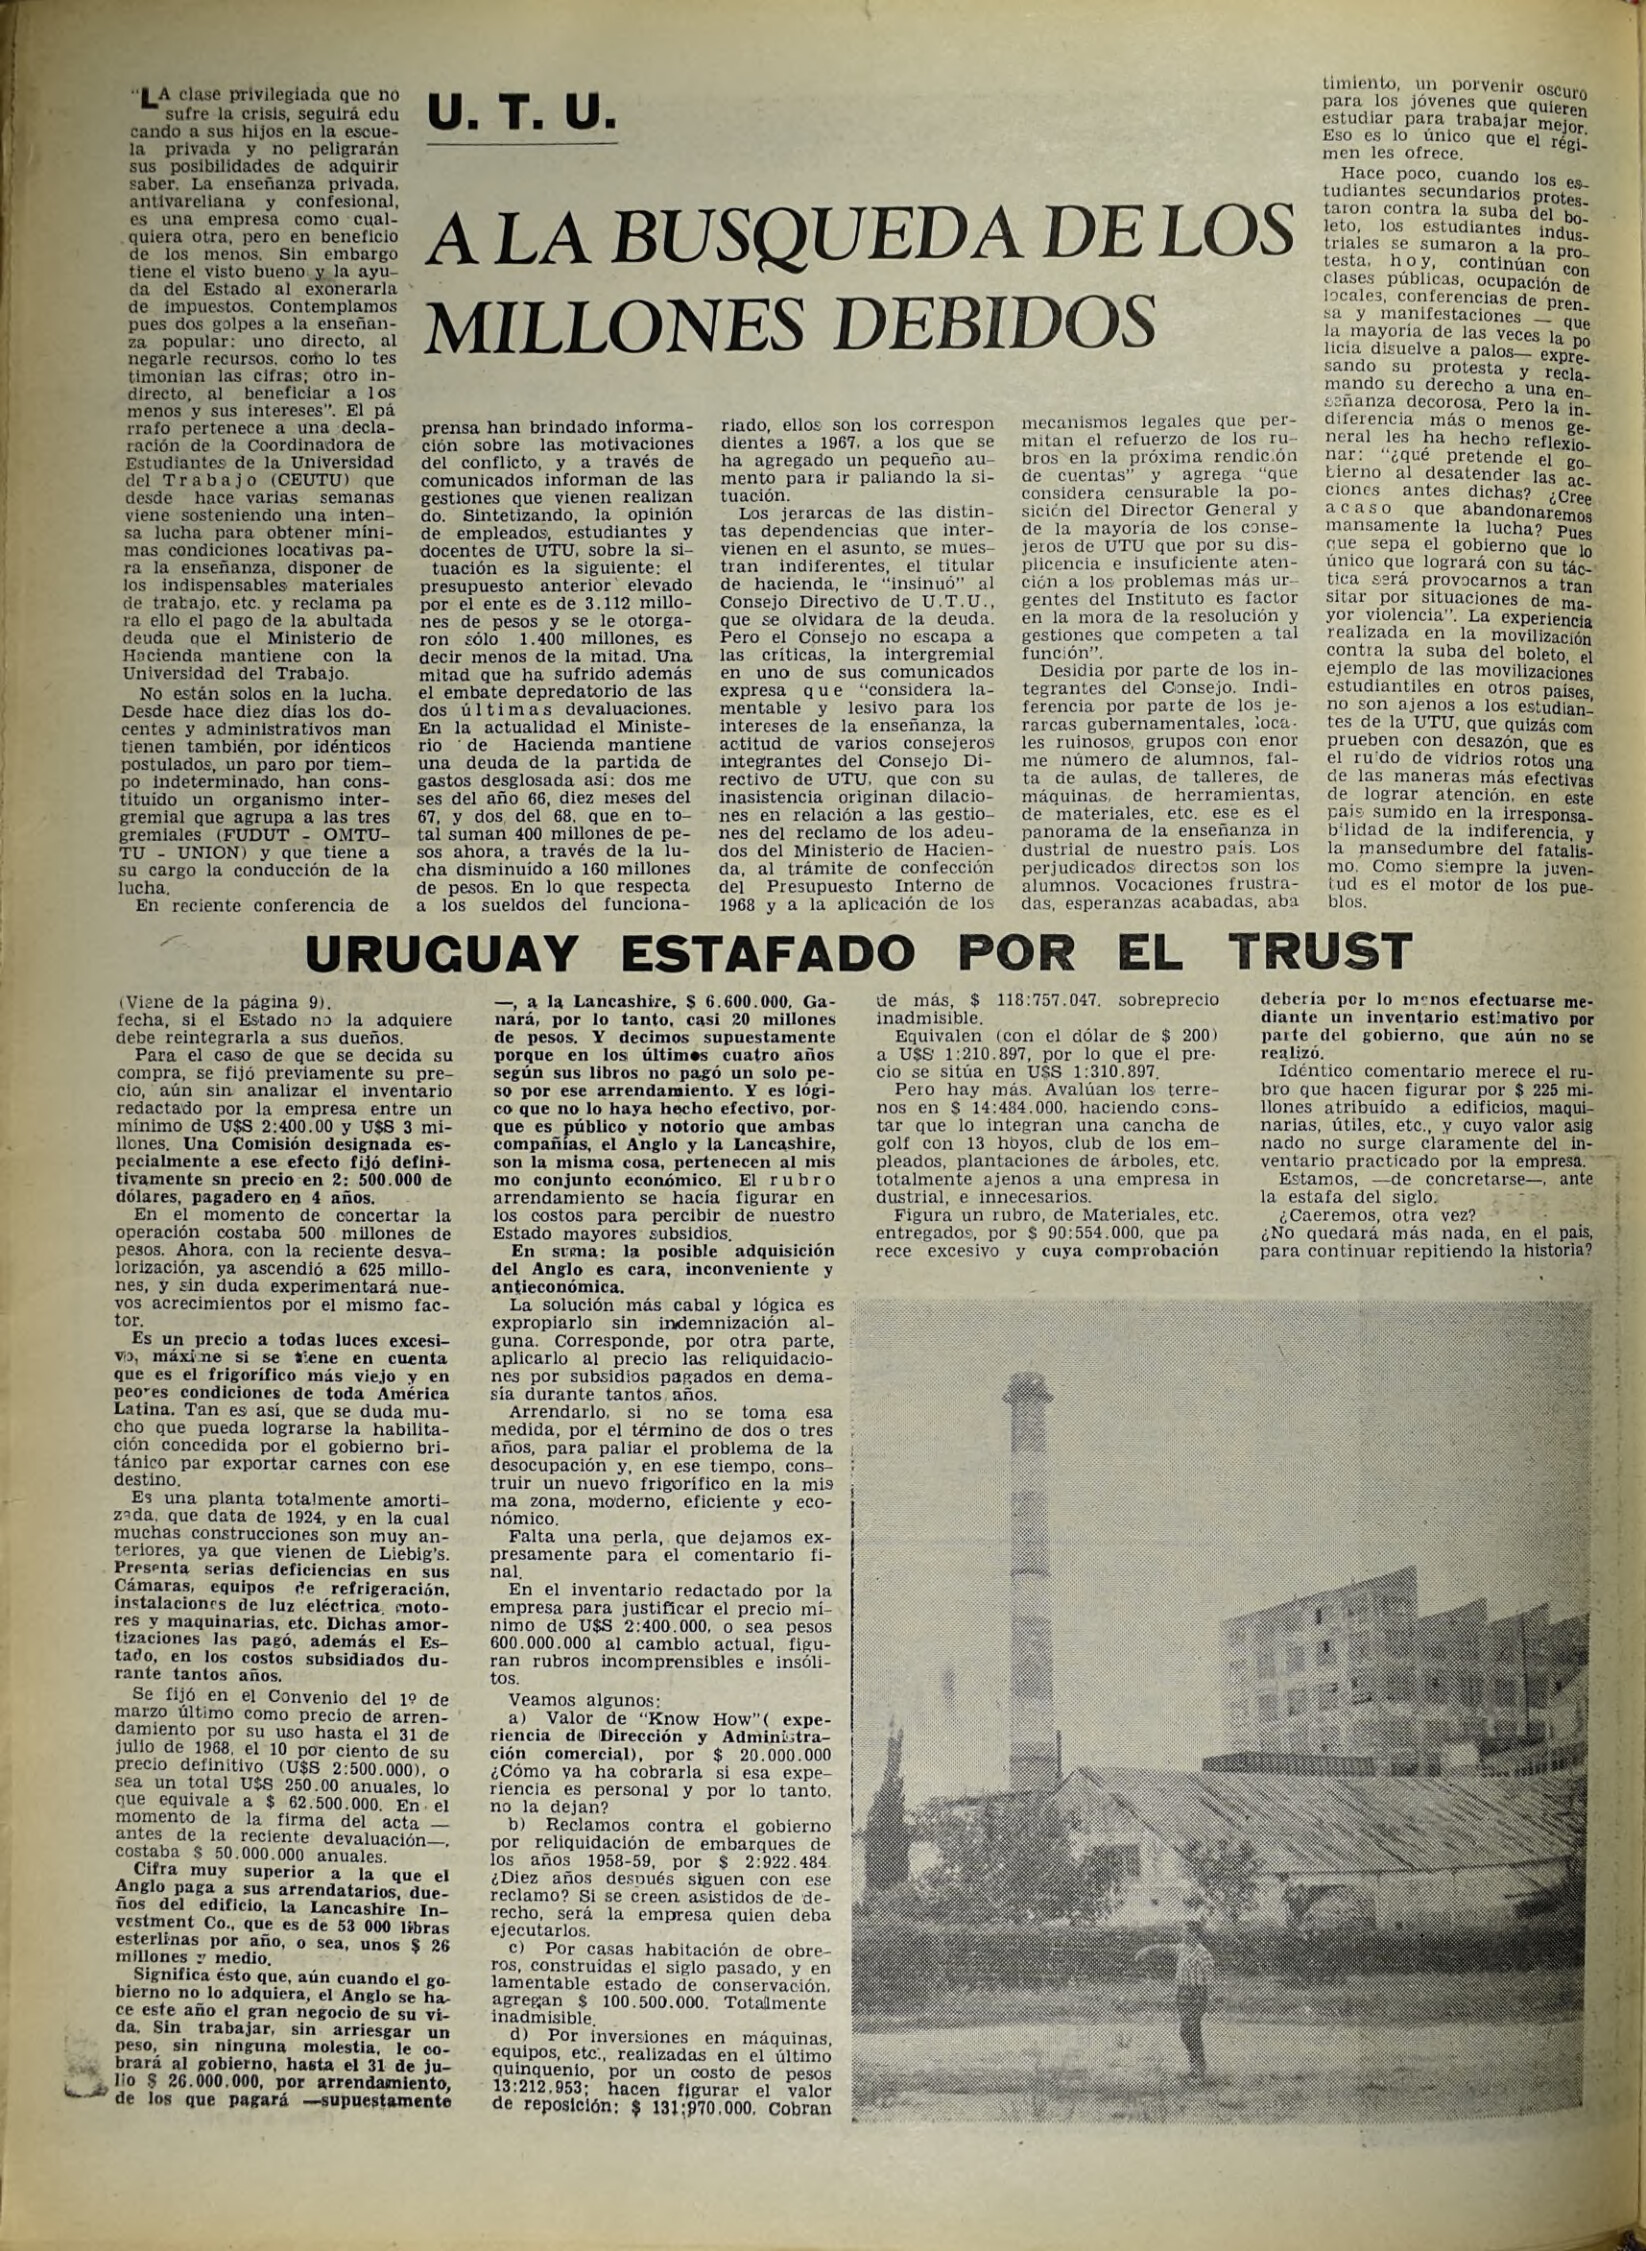 U. T. U.
A LA BUSQUEDA DE LOS
MILLONES DEBIDOS
"LA clase privilegiada que no
sufre la crisis, seguirá edu
cando a sus hijos en la escue-
la privada y no peligrarán
sus posibilidades de adquirir
saber. La enseñanza privada,
antivareliana y confesional,
es una empresa como cual-
quiera otra, pero en beneficio
de los menos. Sin embargo
tiene el visto bueno y la ayu-
da del Estado al exonerarla
de impuestos. Contemplamos
pues dos golpes a la enseñan-
za popular: uno directo, al
negarle recursos, como lo tes
timonian las cifras; otro in-
directo, al beneficiar a los
menos y sus intereses". El pá
rrafo pertenece a una decla-
ración de la Coordinadora de
Estudiantes de la Universidad
del Trabajo (CEUTU) que
desde hace varias semanas
viene sosteniendo una inten-
sa lucha para obtener míni-
mas condiciones locativas pa-
ra la enseñanza, disponer de
los indispensables materiales
de trabajo, etc. y reclama pa
ra ello el pago de la abultada
deuda que el Ministerio de
Hacienda mantiene con la
Universidad del Trabajo.
No están solos en la lucha.
Desde hace diez días los do-
centes y administrativos man
tienen también, por idénticos
postulados, un paro por tiem-
po indeterminado, han cons-
tituído un organismo inter-
gremial que agrupa a las tres
gremiales (FUDUT - OMTU-
TU - UNION) y que tiene a
su cargo la conducción de la
lucha.
En reciente conferencia de
prensa han brindado informa-
ción sobre las motivaciones
del conflicto, y a través de
comunicados informan de las
gestiones que vienen realizan
do. Sintetizando, la opinión
de empleados, estudiantes y
docentes de UTU, sobre la si-
tuación es la siguiente: el
presupuesto anterior elevado
por el ente es de 3.112 millo-
nes de pesos y se le otorga-
ron sólo 1.400 millones, es
decir menos de la mitad. Una
mitad que ha sufrido además
el embate depredatorio de las
dos últimas devaluaciones.
En la actualidad el Ministe-
rio de Hacienda mantiene
una deuda de la partida de
gastos desglosada así: dos me
ses del año 66, diez meses del
67, y dos del 68, que en to-
tal suman 400 millones de pe-
sos ahora, a través de la lu-
cha disminuído a 160 millones
de pesos. En lo que respecta
a los sueldos del funciona-
riado, ellos son los correspon
dientes a 1967, a los que se
ha agregado un pequeño au-
mento para ir paliando la si-
tuación.
Los jerarcas de las distin-
tas dependencias que inter-
vienen en el asunto, se mues-
tran indiferentes, el titular
de hacienda, le "insinuó" al
Consejo Directivo de U.T.U.,
que se olvidara de la deuda.
Pero el Consejo no escapa a
las críticas, la intergremial
en uno de sus comunicados
expresa que "considera la-
mentable y lesivo para los
intereses de la enseñanza, la
actitud de varios consejeros
integrantes del Consejo Di-
rectivo de UTU, que con su
inasistencia originan dilacio-
nes en relación a las gestio-
nes del reclamo de los adeu-
dos del Ministerio de Hacien-
da, al trámite de confección
del Presupuesto Interno de
1968 y a la aplicación de los
mecanismos legales que per-
mitan el refuerzo de los ru-
bros en la próxima rendición
de cuentas" y agrega "que
considera censurable la po-
sición del Director General y
de la mayoría de los conse-
jeros de UTU que por su dis-
plicencia e insuficiente aten-
ción a los problemas más ur-
gentes del Instituto es factor
en la mora de la resolución y
gestiones que competen a tal
función".
Desidia por parte de los in-
tegrantes del Consejo. Indi-
ferencia por parte de los je-
rarcas gubernamentales, loca-
les ruinosos, grupos con enor
me número de alumnos, fal-
ta de aulas, de talleres, de
máquinas, de herramientas,
de materiales, etc. ese es el
panorama de la enseñanza in
dustrial de nuestro país. Los
perjudicados directos son los
alumnos. Vocaciones frustra-
das, esperanzas acabadas, aba
timiento, un porvenir oscuro
para los jóvenes que quieren
estudiar para trabajar mejor.
Eso es lo único que el régi-
men les ofrece.
Hace poco, cuando los es-
tudiantes secundarios protes-
taron contra la suba del bo-
leto, los estudiantes indus-
triales se sumaron a la pro-
testa, hoy, continúan con
clases públicas, ocupación de
locales, conferencias de pren-
sa y manifestaciones — que
la mayoría de las veces la po
licia disuelve a palos— expre-
sando su protesta y recla-
mando su derecho a una en-
señanza decorosa. Pero la in-
diferencia más o menos ge-
neral les ha hecho reflexio-
nar: "¿qué pretende el go-
bierno al desatender las ac-
ciones antes dichas? ¿Cree
acaso que abandonaremos
mansamente la lucha? Pues
que sepa el gobierno que lo
único que logrará con su tác-
tica será provocarnos a tran
sitar por situaciones de ma-
yor violencia". La experiencia
realizada en la movilización
contra la suba del boleto, el
ejemplo de las movilizaciones
estudiantiles en otros países,
no son ajenos a los estudian-
tes de la UTU, que quizás com
prueben con desazón, que es
el ruido de vidrios rotos una
de las maneras más efectivas
de lograr atención, en este
país sumido en la irresponsa-
bilidad de la indiferencia, y
la mansedumbre del fatalis-
mo. Como siempre la juven-
tud es el motor de los pue-
blos.
URUGUAY ESTAFADO POR EL TRUST
(Viene de la página 9).
fecha, si el Estado no la adquiere
debe reintegrarla a sus dueños.
Para el caso de que se decida su
compra, se fijó previamente su pre-
cio, aún sin analizar el inventario
redactado por la empresa entre un
mínimo de U$S 2:400.00 y U$S 3 mi-
llones. Una Comisión designada es-
pecialmente a ese efecto fijó defini-
tivamente sn precio en 2: 500.000 de
dólares, pagadero en 4 años.
En el momento de concertar la
operación costaba 500 millones de
pesos. Ahora, con la reciente desva-
lorización, ya ascendió a 625 millo-
nes, y sin duda experimentará nue-
vos acrecimientos por el mismo fac-
tor.
Es un precio a todas luces excesi-
vo, máxime si se tiene en cuenta
que es el frigorífico más viejo y en
peores condiciones de toda América
Latina. Tan es así, que se duda mu-
cho que pueda lograrse la habilita-
ción concedida por el gobierno bri-
tánico par exportar carnes con ese
destino.
Es una planta totalmente amorti-
zada, que data de 1924, y en la cual
muchas construcciones son muy an-
teriores, ya que vienen de Liebig's.
Presenta serias deficiencias en sus
Cámaras, equipos de refrigeración,
instalaciones de luz eléctrica, moto-
res y maquinarias, etc. Dichas amor-
tizaciones las pagó, además el Es-
tado, en los costos subsidiados du-
rante tantos años.
Se fijó en el Convenio del 1º de
marzo último como precio de arren-
damiento por su uso hasta el 31 de
julio de 1968, el 10 por ciento de su
precio definitivo (U$S 2:500.000), o
sea un total U$S 250.00 anuales, lo
que equivale a $ 62.500.000. En el
momento de la firma del acta —
antes de la reciente devaluación—,
costaba $ 50.000.000 anuales.
Cifra muy superior a la que el
Anglo paga a sus arrendatarios, due-
ños del edificio, la Lancashire In-
vestment Co., que es de 53 000 libras
esterlinas por año, o sea, unos $ 26
millones y medio.
Significa ésto que, aún cuando el go-
bierno no lo adquiera, el Anglo se ha-
ce este año el gran negocio de su vi-
da. Sin trabajar, sin arriesgar un
peso, sin ninguna molestia, le co-
brará al gobierno, hasta el 31 de ju-
lio $ 26.000.000, por arrendamiento,
de los que pagará —supuestamente
—, a la Lancashire, $ 6.600.000. Ga-
nará, por lo tanto, casi 20 millones
de pesos. Y decimos supuestamente
porque en los últimos cuatro años
según sus libros no pagó un solo pe-
so por ese arrendamiento. Y es lógi-
co que no lo haya hecho efectivo, por-
que es público y notorio que ambas
compañías, el Anglo y la Lancashire,
son la misma cosa, pertenecen al mis
mo conjunto económico. El rubro
arrendamiento se hacía figurar en
los costos para percibir de nuestro
Estado mayores subsidios.
En suma: la posible adquisición
del Anglo es cara, inconveniente y
antieconómica.
La solución más cabal y lógica es
expropiarlo sin indemnización al-
guna. Corresponde, por otra parte,
aplicarlo al precio las reliquidacio-
nes por subsidios pagados en dema-
sía durante tantos años.
Arrendarlo, si no se toma esa
medida, por el término de dos o tres
años, para paliar el problema de la
desocupación y, en ese tiempo, cons-
truir un nuevo frigorífico en la mis
ma zona, moderno, eficiente y eco-
nómico.
Falta una perla, que dejamos ex-
presamente para el comentario fi-
nal.
En el inventario redactado por la
empresa para justificar el precio mí-
nimo de U$S 2:400.000, o sea pesos
600.000.000 al cambio actual, figu-
ran rubros incomprensibles e insóli-
tos.
Veamos algunos:
a) Valor de "Know How"( expe-
riencia de Dirección y Administra-
ción comercial), por $ 20.000.000
¿Cómo va ha cobrarla si esa expe-
riencia es personal y por lo tanto,
no la dejan?
b) Reclamos contra el gobierno
por reliquidación de embarques de
los años 1958-59, por $ 2:922.484.
¿Diez años después siguen con ese
reclamo? Si se creen asistidos de de-
recho, será la empresa quien deba
ejecutarlos.
c) Por casas habitación de obre-
ros, construídas el siglo pasado, y en
lamentable estado de conservación,
agregan $ 100.500.000. Totalmente
inadmisible.
d) Por inversiones en máquinas,
equipos, etc., realizadas en el último
quinquenio, por un costo de pesos
13:212.953; hacen figurar el valor
de reposición: $ 131:970.000. Cobran
de más, $ 118:757.047. sobreprecio
inadmisible.
Equivalen (con el dólar de $ 200)
a U$S 1:210.897, por lo que el pre-
cio se sitúa en U$S 1:310.897.
Pero hay más. Avalúan los terre-
nos en $ 14:484.000, haciendo cons-
tar que lo integran una cancha de
golf con 13 hoyos, club de los em-
pleados, plantaciones de árboles, etc.
totalmente ajenos a una empresa in
dustrial, e innecesarios.
Figura un rubro, de Materiales, etc.
entregados, por $ 90:554.000, que pa
rece excesivo y cuya comprobación
debería por lo menos efectuarse me-
diante un inventario estimativo por
parte del gobierno, que aún no se
realizó.
Idéntico comentario merece el ru-
bro que hacen figurar por $ 225 mi-
llones atribuído a edificios, maqui-
narias, útiles, etc., y cuyo valor asig
nado no surge claramente del in-
ventario practicado por la empresa.
Estamos, —de concretarse—, ante
la estafa del siglo.
¿Caeremos, otra vez?
¿No quedará más nada, en el país,
para continuar repitiendo la historia?